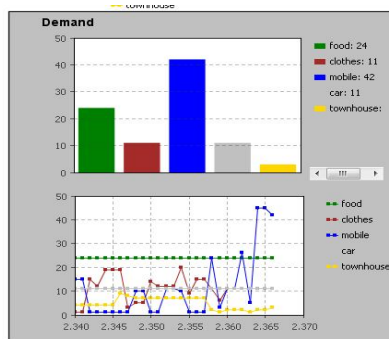 townhouse
Demand
50
40
30
20
10
0
food: 24
clothes: 11
mobile: 42
car: 11
townhouse:
50
40
30
20
10
0
2.340 2.345 2.350 2.355 2.360 2.365 2.370
food
clothes
mobile
car
townhouse